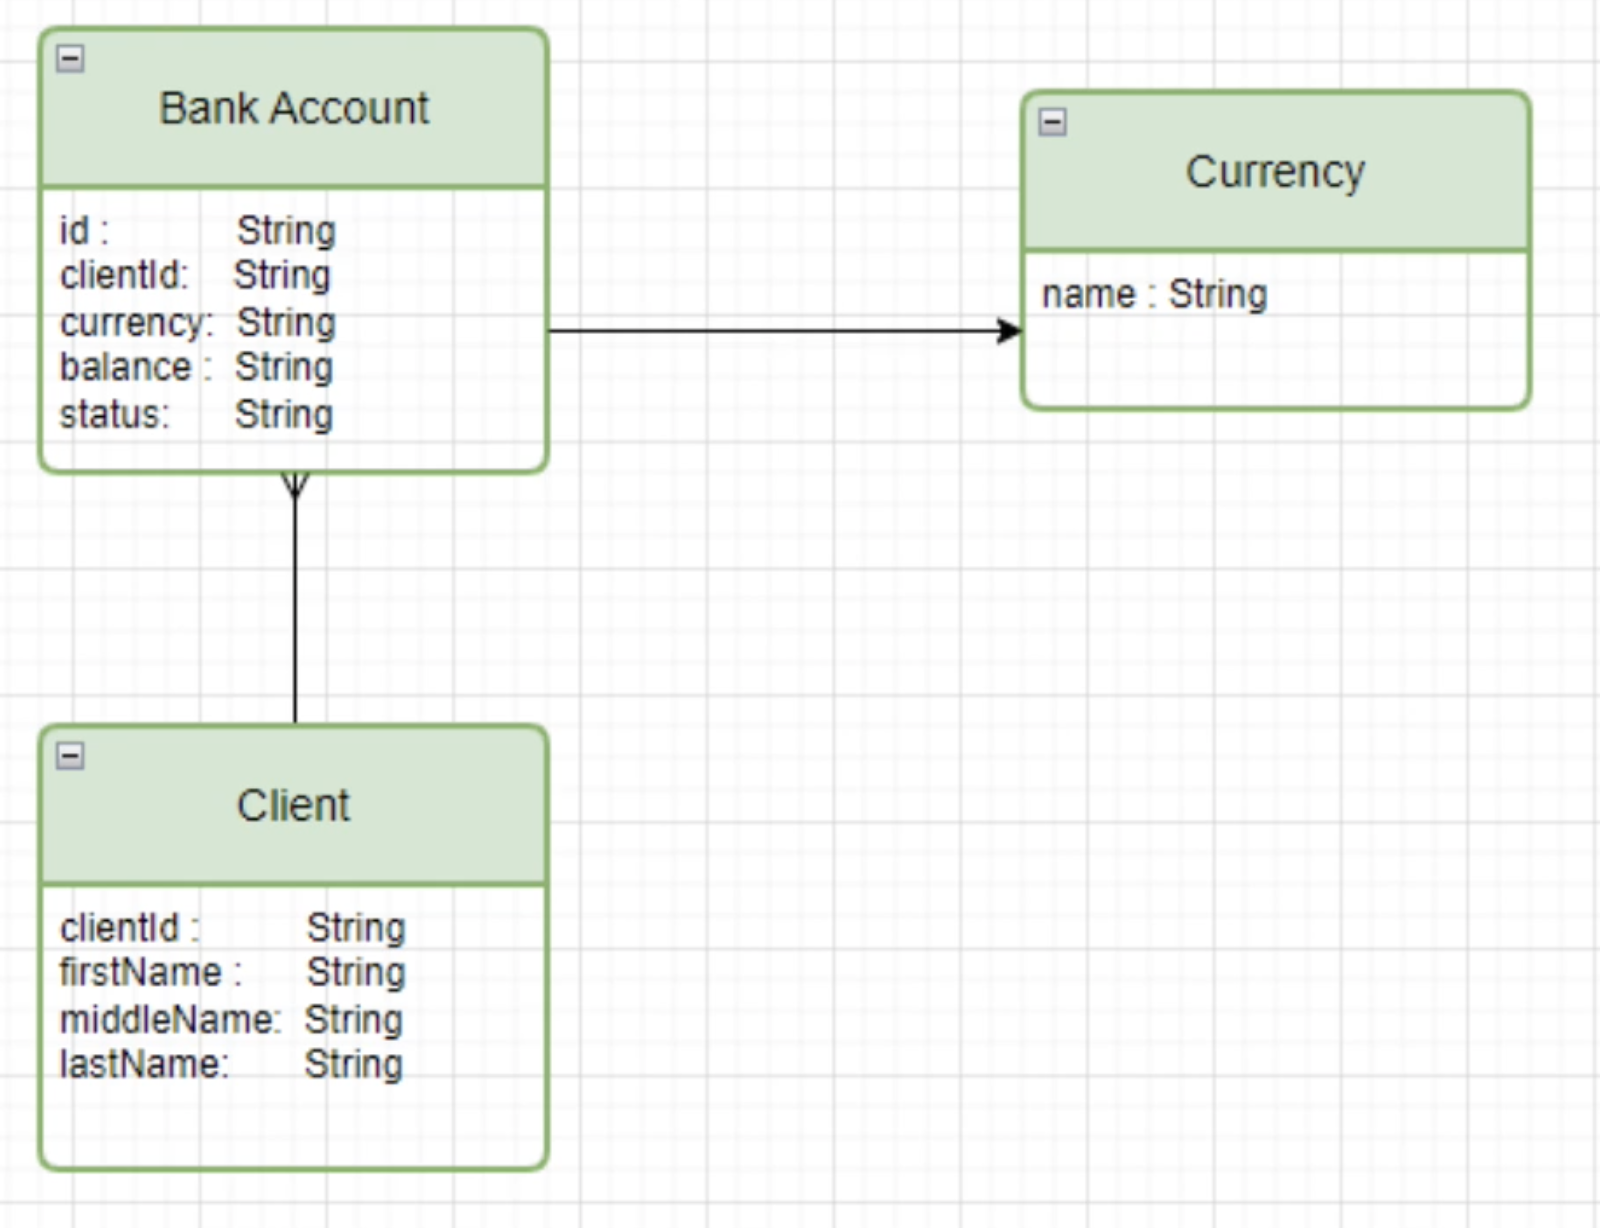 Bank Account
id : String
clientId: String
currency: String
balance : String
status: String
Currency
name : String
Client
clientId : String
firstName : String
middleName: String
lastName: String